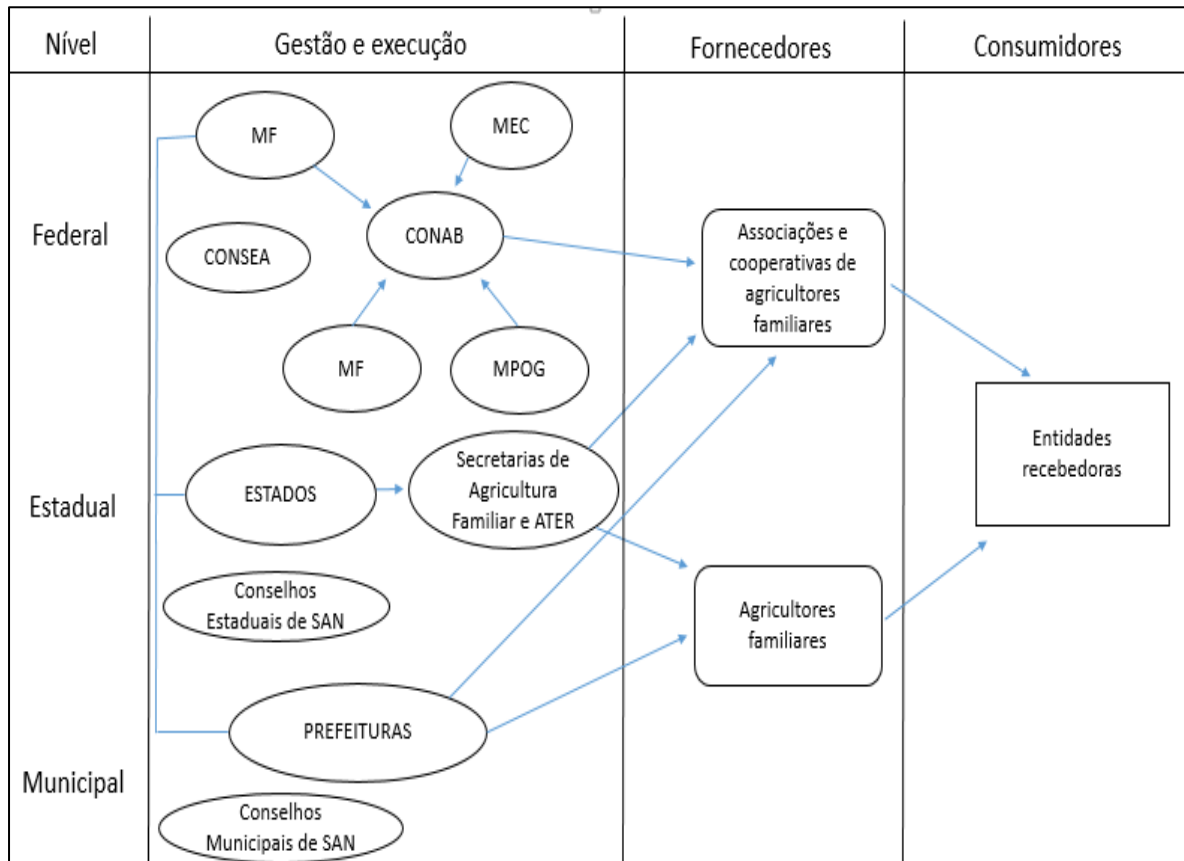 Nível
Gestão e execução
Fornecedores
Consumidores
Federal
MF
MEC
CONSEA
CONAB
MF
MPOG
Associações e
cooperativas de
agricultores
familiares
Estadual
ESTADOS
Secretarias de
Agricultura
Familiar e ATER
Conselhos
Estaduais de SAN
Agricultores
familiares
Entidades
recebedoras
Municipal
PREFEITURAS
Conselhos
Municipais de SAN